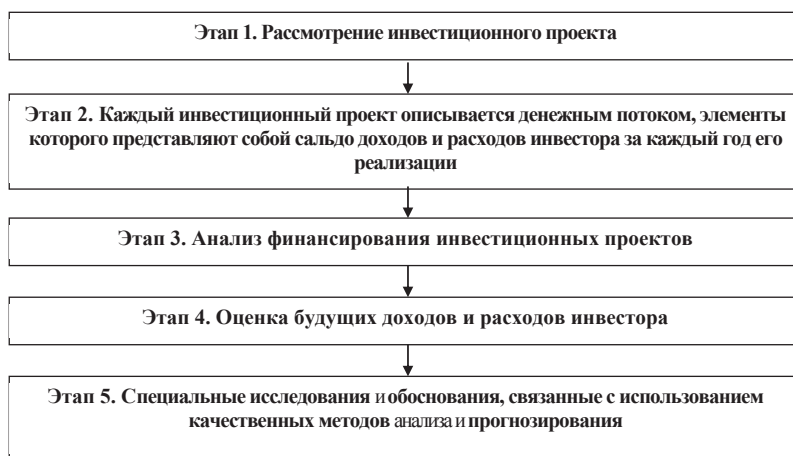 Этап 1. Рассмотрение инвестиционного проекта
Этап 2. Каждый инвестиционный проект описывается денежным потоком, элементы
которого представляют собой сальдо доходов и расходов инвестора за каждый год его
реализации
Этап 3. Анализ финансирования инвестиционных проектов
Этап 4. Оценка будущих доходов и расходов инвестора
Этап 5. Специальные исследования и обоснования, связанные с использованием
качественных методов анализа и прогнозирования